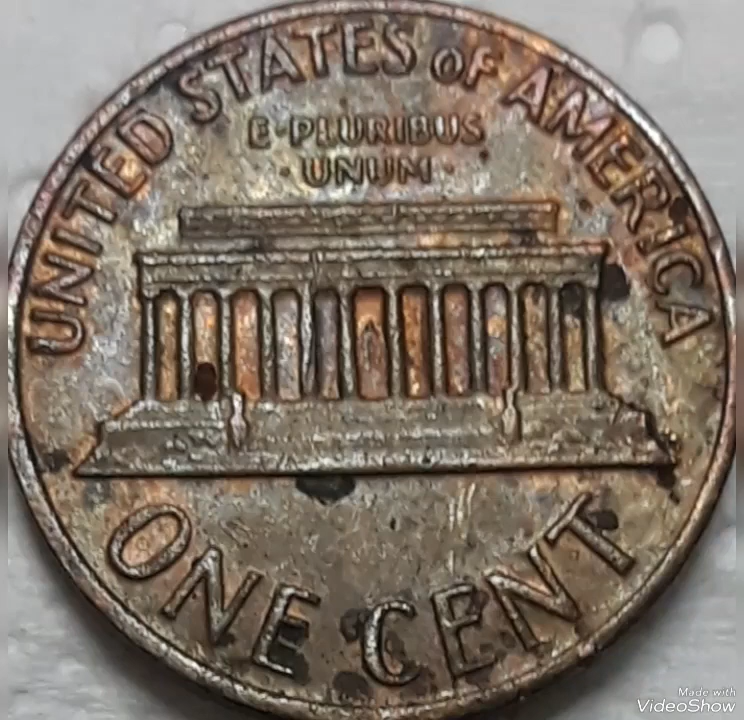 UNITED STATES OF AMERICA
E·PLURIBUS
·UNUM·
ONE CENT
Made with
VideoShow